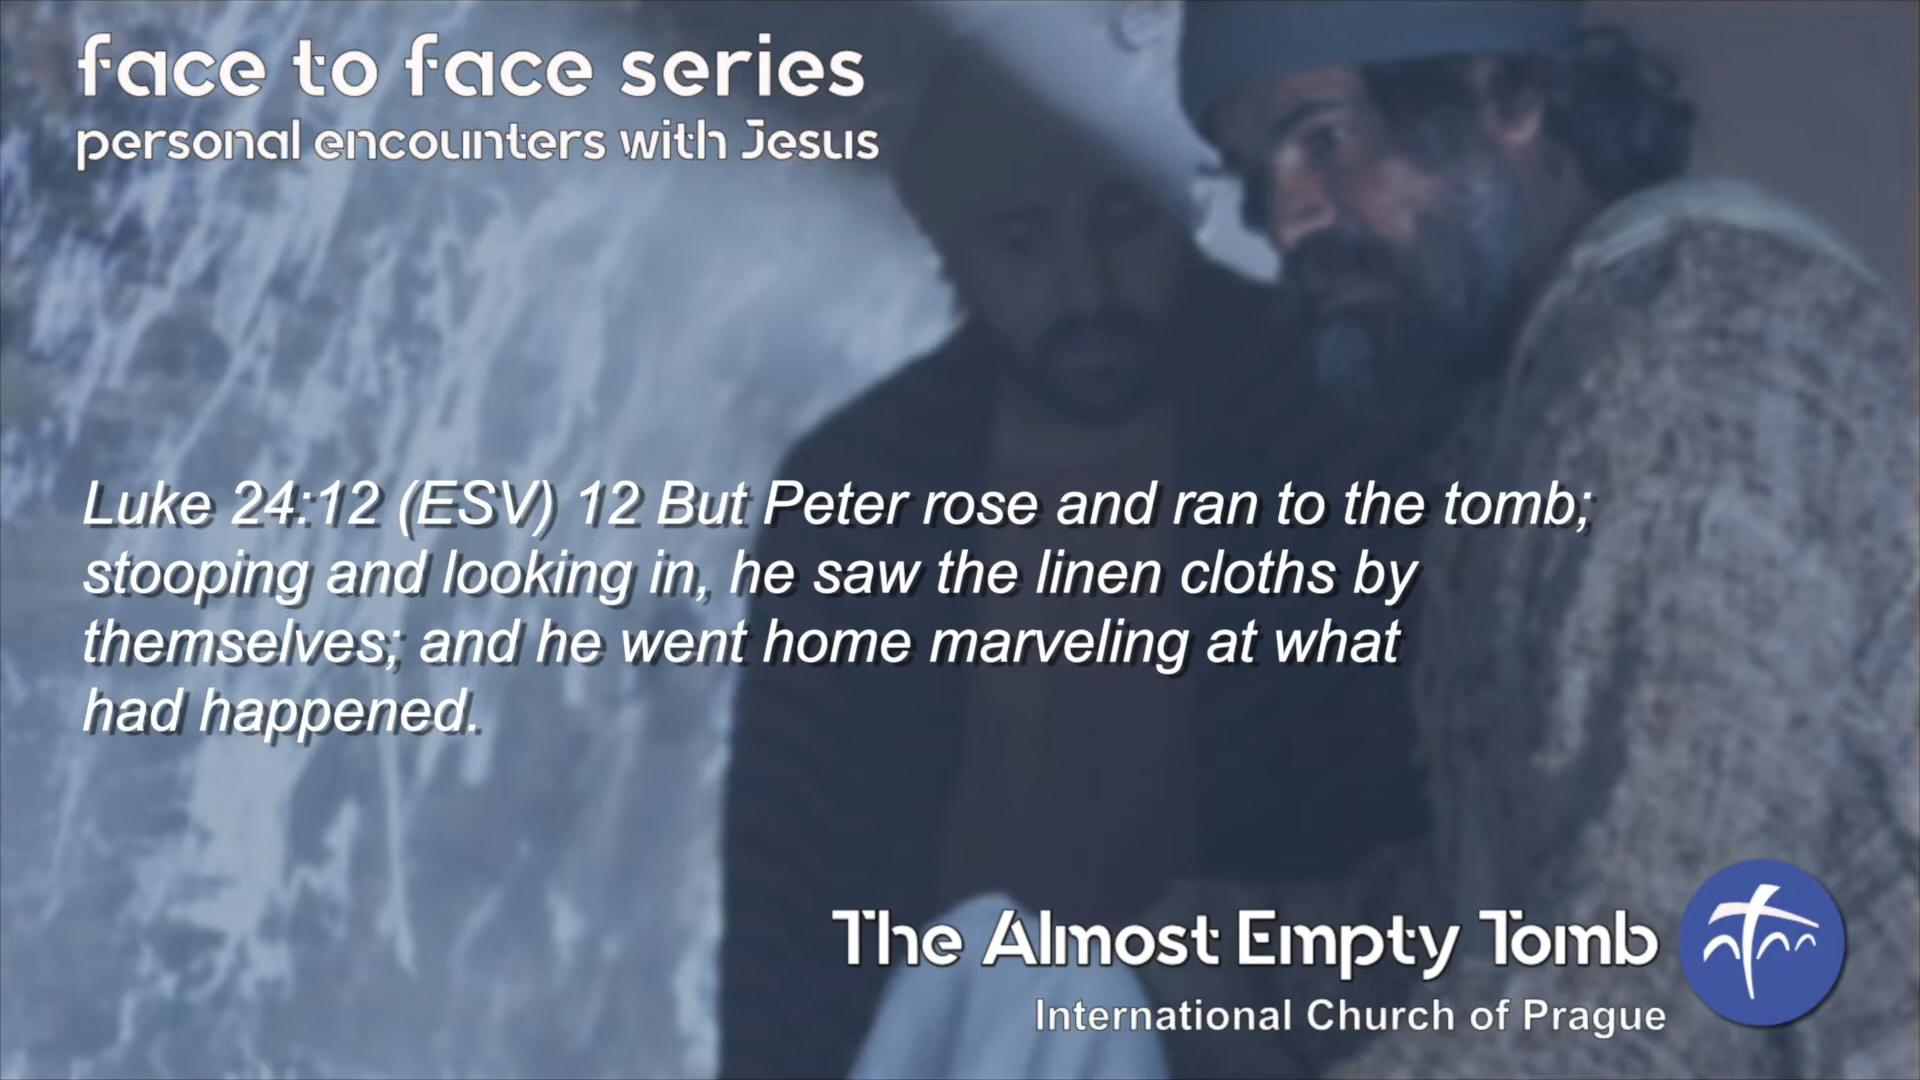 face to face series
personal encounters with Jesus
Luke 24:12 (ESV) 12 But Peter rose and ran to the tomb;
stooping and looking in, he saw the linen cloths by
themselves; and he went home marveling at what
had happened.
The Almost Empty Tomb
International Church of Prague